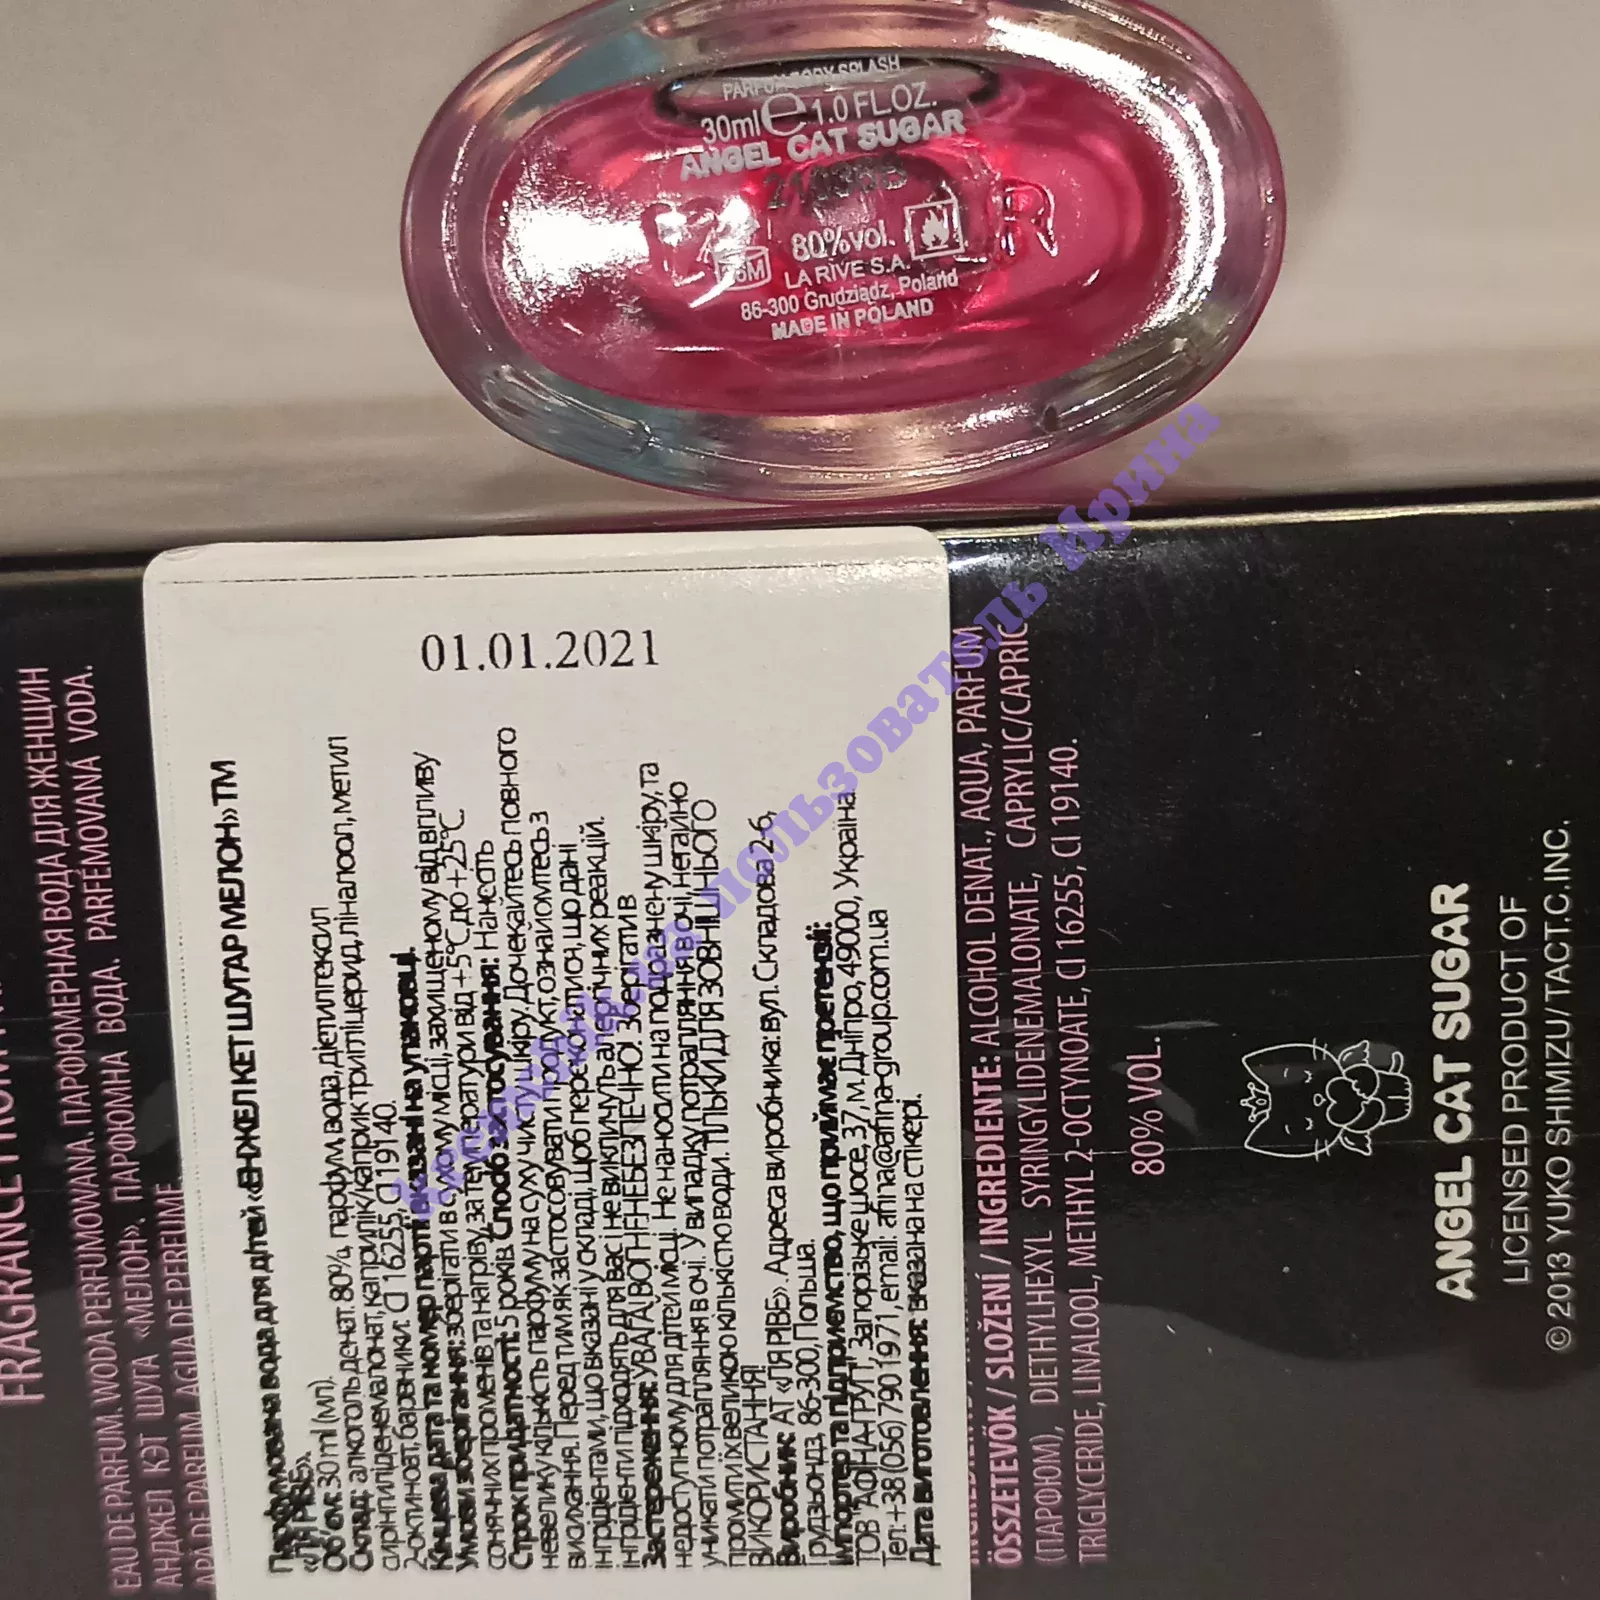 PARFUM BODY SPLASH
30ml e 1.0 FL.OZ.
ANGEL CAT SUGAR
80%vol.
LA RIVE S.A.
86-300 Grudziądz, Poland
MADE IN POLAND
FRAGRANCE
EAU DE PARFUM. WODA PERFUMOWANA. ПАРФЮМЕРНАЯ ВОДА ДЛЯ ЖЕНЩИН
АНДЖЕЛ КЭТ ШУГА «МЕЛОН». ПАРФЮМНА ВОДА. PARFÉMOVANÁ VODA.
APĂ DE PARFUM. AGUA DE PERFUME
01.01.2021
Парфумована вода для дітей «ЕНДЖЕЛ КЕТ ШУГАР МЕЛОН» ТМ
«ЛЯ РІВЕ».
Об'єм: 30 ml (мл).
Склад: алкоголь денат. 80%, парфум, вода, діетилгексил
сирингіліденемалонат, каприлік/каприк тригліцерид, ліналоол, метил
2-октиноат, барвники: CI 16255, CI 19140.
Кінцева дата та номер партії вказані на упаковці.
Умови зберігання: зберігати в сухому місці, захищеному від впливу
сонячних променів та нагріву, за температури від +5°C до +25°C
Строк придатності: 5 років. Спосіб застосування: Нанесіть
невелику кількість парфуму на суху чисту шкіру. Дочекайтесь повного
висихання. Перед тим як застосовувати продукт, ознайомтесь з
інгредієнтами, що вказані у складі, щоб переконатися, що дані
інгредієнти підходять для вас і не викличуть алергічних реакцій.
Застереження: УВАГА! ВОГНЕНЕБЕЗПЕЧНО! Зберігати в
недоступному для дітей місці. Не наносити на подразнену шкіру, та
уникати потрапляння в очі. У випадку потрапляння в очі, негайно
промити їх великою кількістю води. ТІЛЬКИ ДЛЯ ЗОВНІШНЬОГО
ВИКОРИСТАННЯ!
Виробник: АТ «ЛЯ РІВЕ». Адреса виробника: вул. Складова 2-6,
Грудзьондз, 86-300, Польща.
Імпортер та підприємство, що приймає претензії:
ТОВ "АФІНА-ГРУП", Запорізьке шосе, 37, м. Дніпро, 49000, Україна.
Тел.: +38 (056) 790 19 71, email: afina@afina-group.com.ua
Дата виготовлення: вказана на стікері.
ÖSSZETEVŐK / SLOŽENÍ / INGREDIENTE: ALCOHOL DENAT., AQUA, PARFUM
(ПАРФЮМ), DIETHYLHEXYL SYRINGYLIDENEMALONATE, CAPRYLIC/CAPRIC
TRIGLYCERIDE, LINALOOL, METHYL 2-OCTYNOATE, CI 16255, CI 19140.
80% VOL.
ANGEL CAT SUGAR
LICENSED PRODUCT OF
© 2013 YUKO SHIMIZU/ TACT.C. INC.
пользователь Ирина